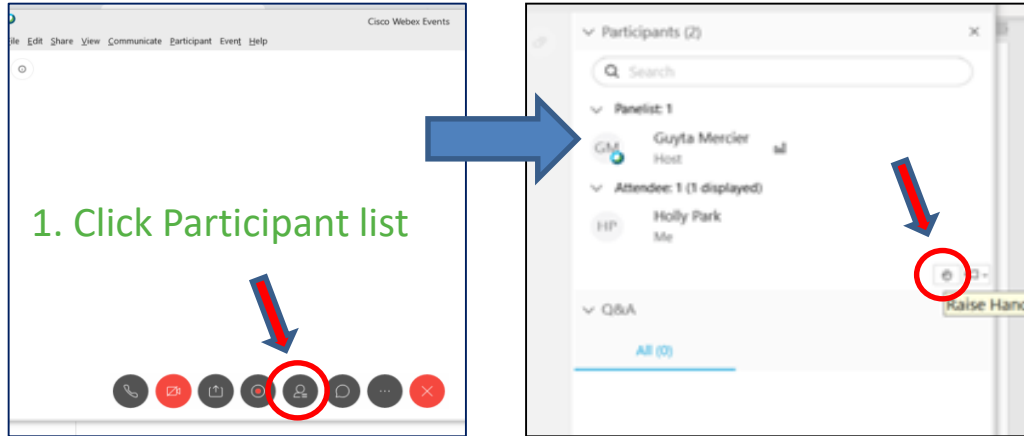 Cisco Webex Events
ile Edit Share View Communicate Participant Event Help
1. Click Participant list
Participants (2)
Search
Panelist: 1
GM
Guyta Mercier
Host
Attendee: 1 (1 displayed)
HP
Holly Park
Me
Raise Hand
Q&A
All (0)